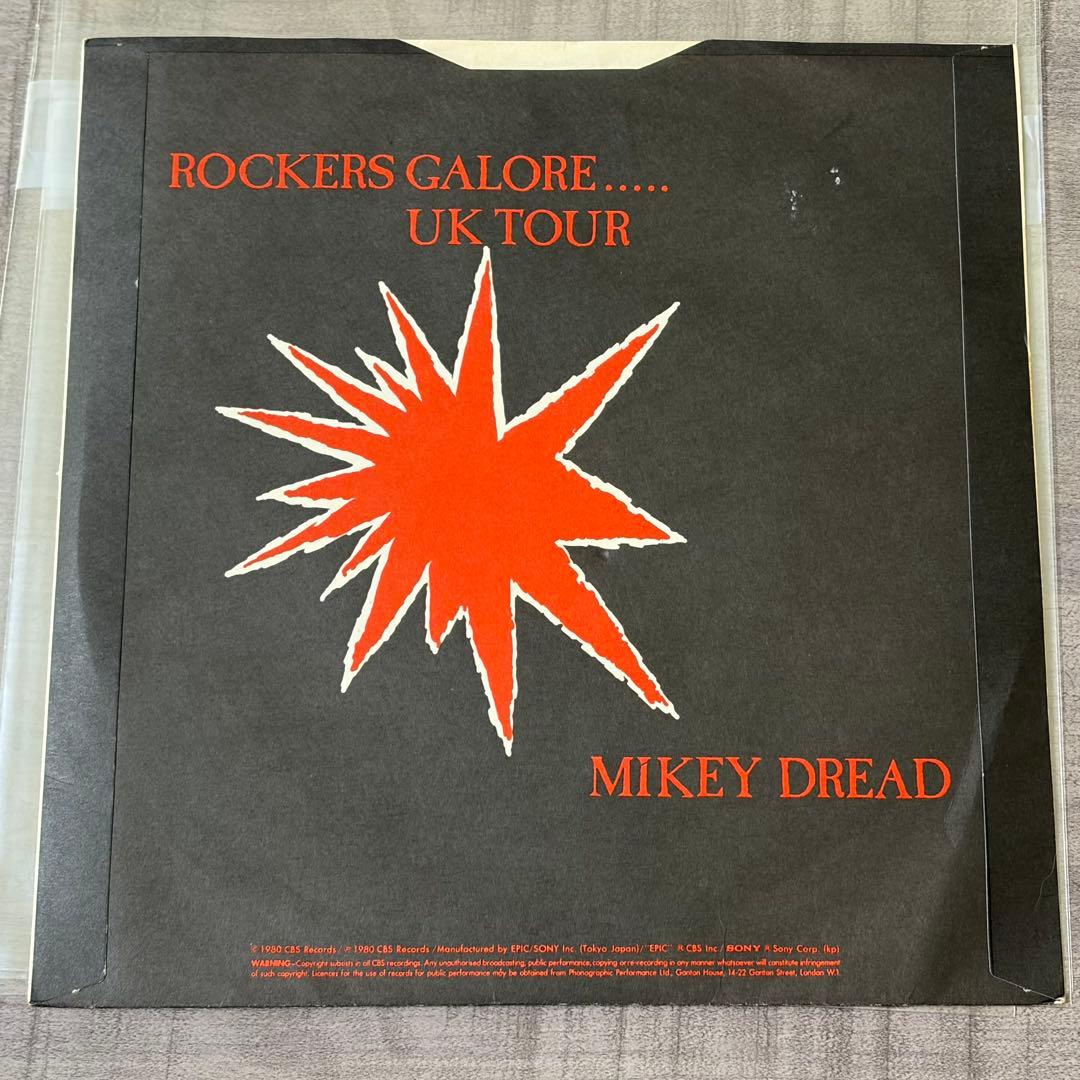 ROCKERS GALORE.....
UK TOUR
MIKEY DREAD
© 1980 CBS Records / ℗ 1980 CBS Records / Manufactured by EPIC/SONY Inc. (Tokyo Japan)/ "EPIC" ® CBS Inc./ SONY ® Sony Corp. (kp)
WARNING–Copyright subsists in all CBS recordings. Any unauthorised broadcasting, public performance, copying or re-recording in any manner whatsoever will constitute infringement
of such copyright. Licences for the use of records for public performance may be obtained from Phonographic Performance Ltd., Ganton House, 14-22 Ganton Street, London W.1.